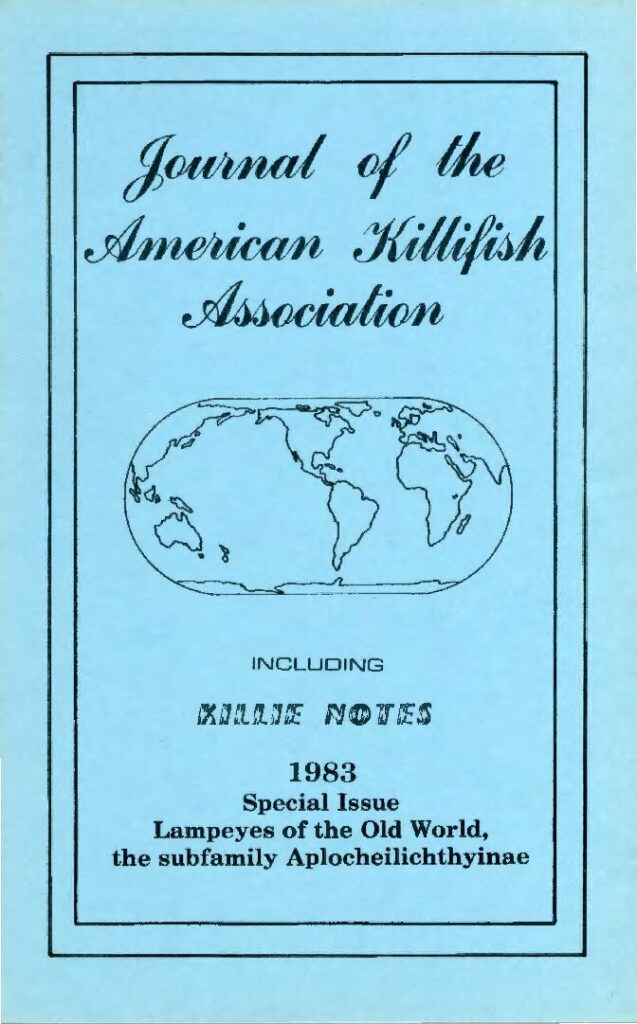 Journal of the
American Killifish
Association
INCLUDING
KILLIE NOTES
1983
Special Issue
Lampeyes of the Old World,
the subfamily Aplocheilichthyinae